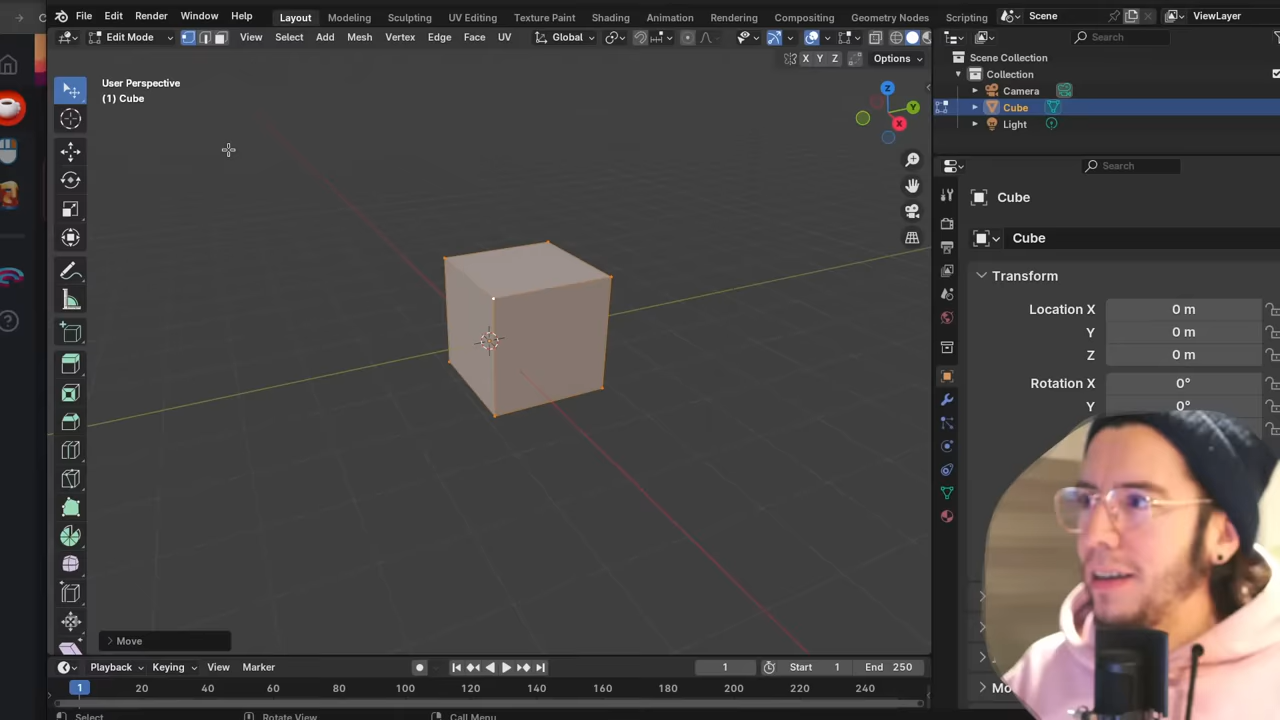 File Edit Render Window Help Layout Modeling Sculpting UV Editing Texture Paint Shading Animation Rendering Compositing Geometry Nodes Scripting Scene ViewLayer
Edit Mode View Select Add Mesh Vertex Edge Face UV Global Search
X Y Z Options
User Perspective
(1) Cube
Z
Y
X
Scene Collection
Collection
Camera
Cube
Light
Search
Cube
Cube
Transform
Location X 0 m
Y 0 m
Z 0 m
Rotation X 0°
Y 0°
Move
Playback Keying View Marker 1 Start 1 End 250
1 20 40 60 80 100 120 140 160 180 200 220 240
Select Rotate View Call Menu